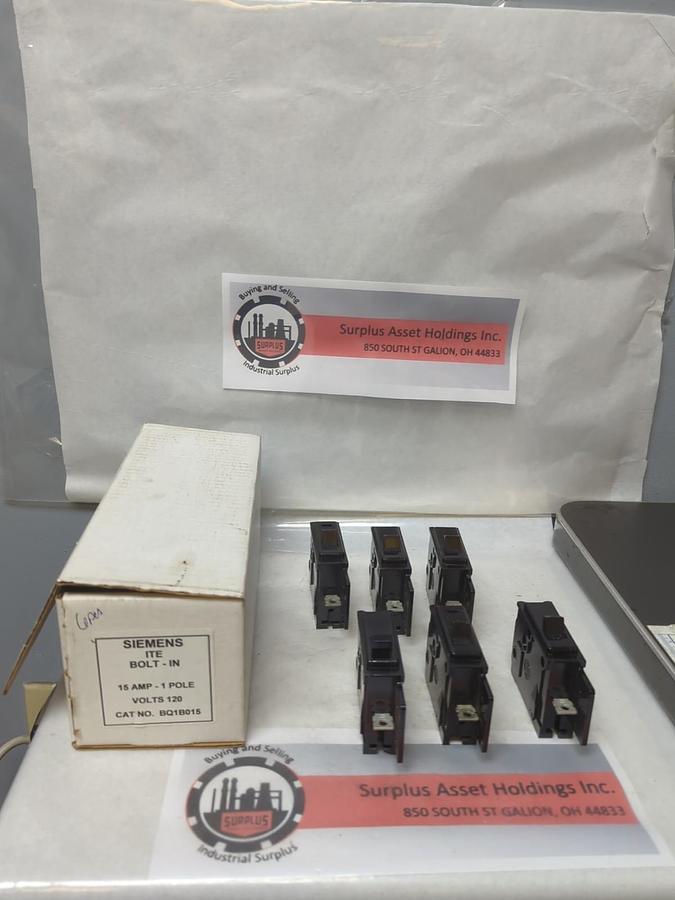 Buying and Selling
SURPLUS
Industrial Surplus
Surplus Asset Holdings Inc.
850 SOUTH ST GALION, OH 44833
6pcs
SIEMENS
ITE
BOLT - IN
15 AMP - 1 POLE
VOLTS 120
CAT NO. BQ1B015
Buying and Selling
SURPLUS
Industrial Surplus
Surplus Asset Holdings Inc.
850 SOUTH ST GALION, OH 44833